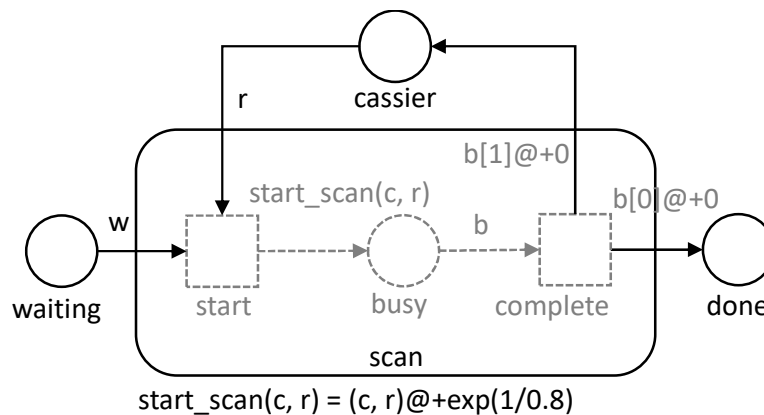 cassier
r
b[1]@+0
start_scan(c, r)
b[0]@+0
w
b
waiting
start
busy
complete
done
scan
start_scan(c, r) = (c, r)@+exp(1/0.8)